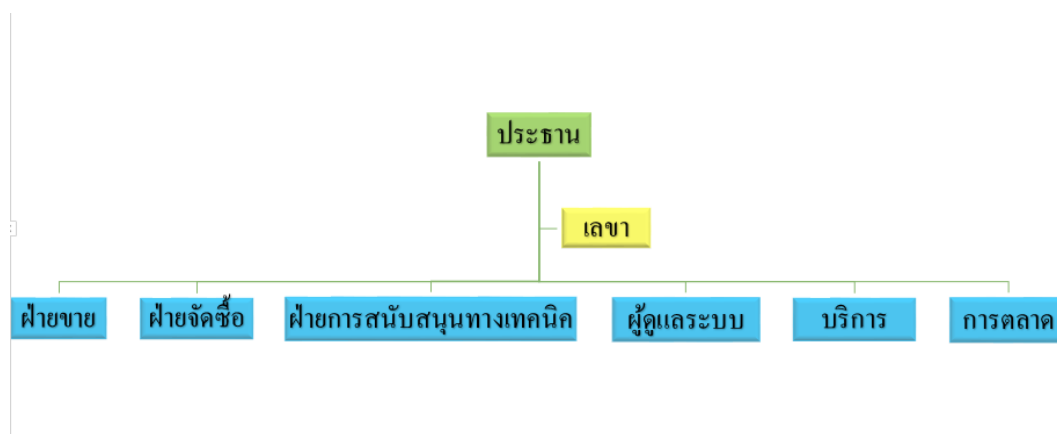 ประธาน
เลขา
ฝ่ายขาย
ฝ่ายจัดซื้อ
ฝ่ายการสนับสนุนทางเทคนิค
ผู้ดูแลระบบ
บริการ
การตลาด